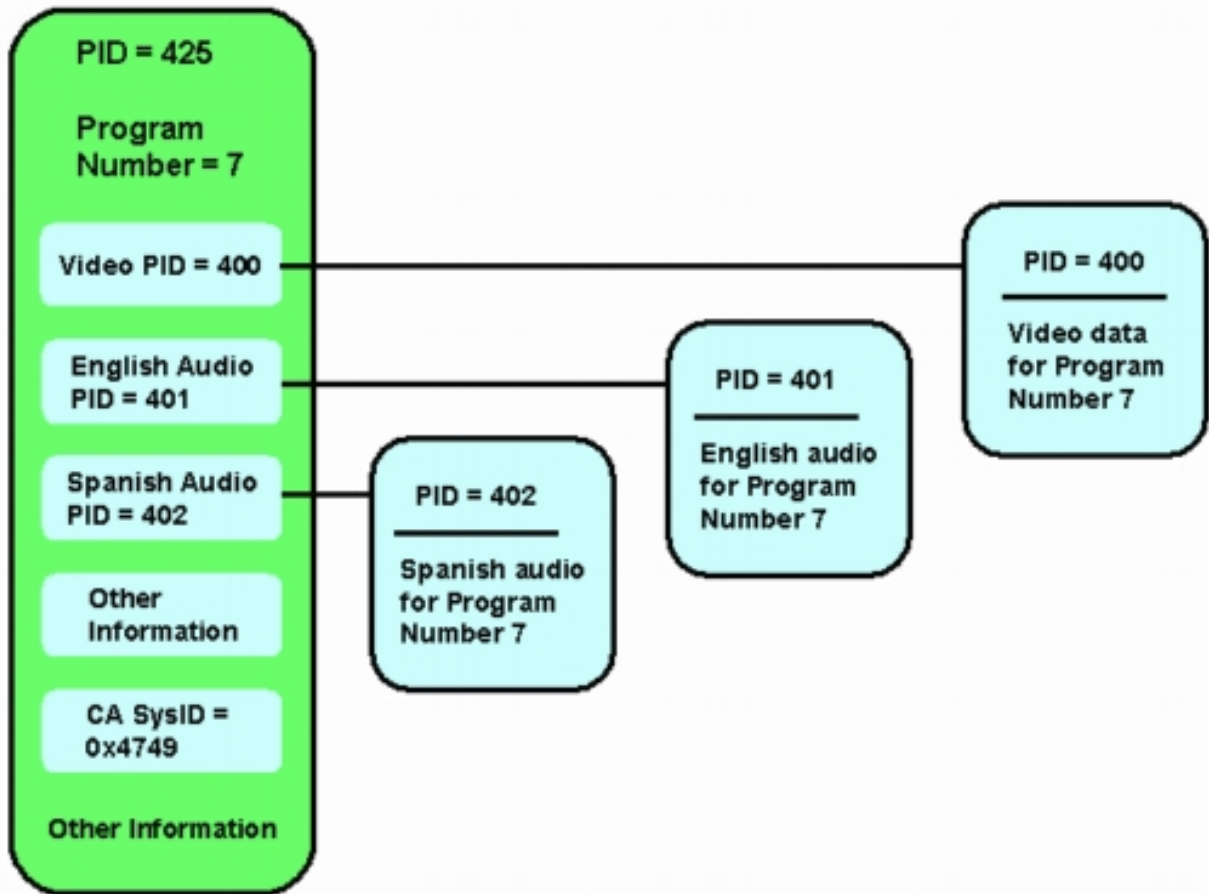 PID = 425
Program
Number = 7
Video PID = 400
English Audio
PID = 401
Spanish Audio
PID = 402
Other
Information
CA SysID =
0x4749
Other Information
PID = 402
Spanish audio
for Program
Number 7
PID = 401
English audio
for Program
Number 7
PID = 400
Video data
for Program
Number 7